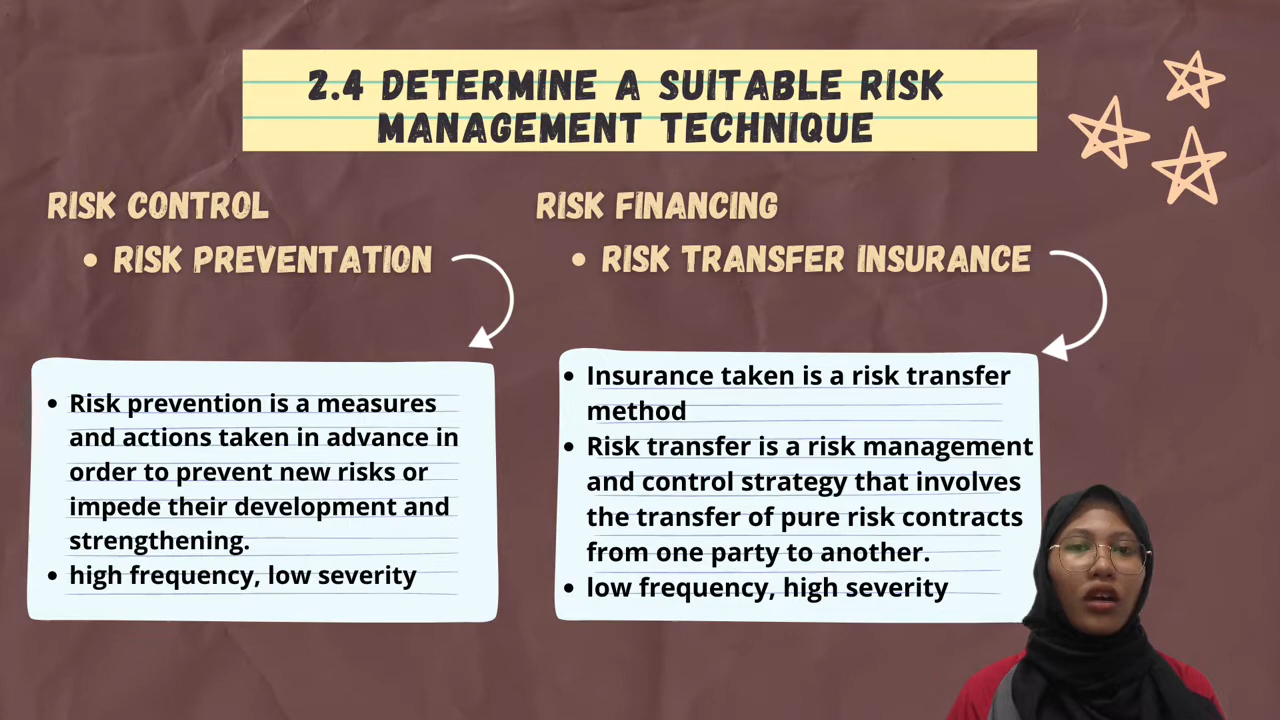 2.4 DETERMINE A SUITABLE RISK
MANAGEMENT TECHNIQUE
RISK CONTROL
• RISK PREVENTATION
• Risk prevention is a measures
and actions taken in advance in
order to prevent new risks or
impede their development and
strengthening.
• high frequency, low severity
RISK FINANCING
• RISK TRANSFER INSURANCE
• Insurance taken is a risk transfer
method
• Risk transfer is a risk management
and control strategy that involves
the transfer of pure risk contracts
from one party to another.
• low frequency, high severity